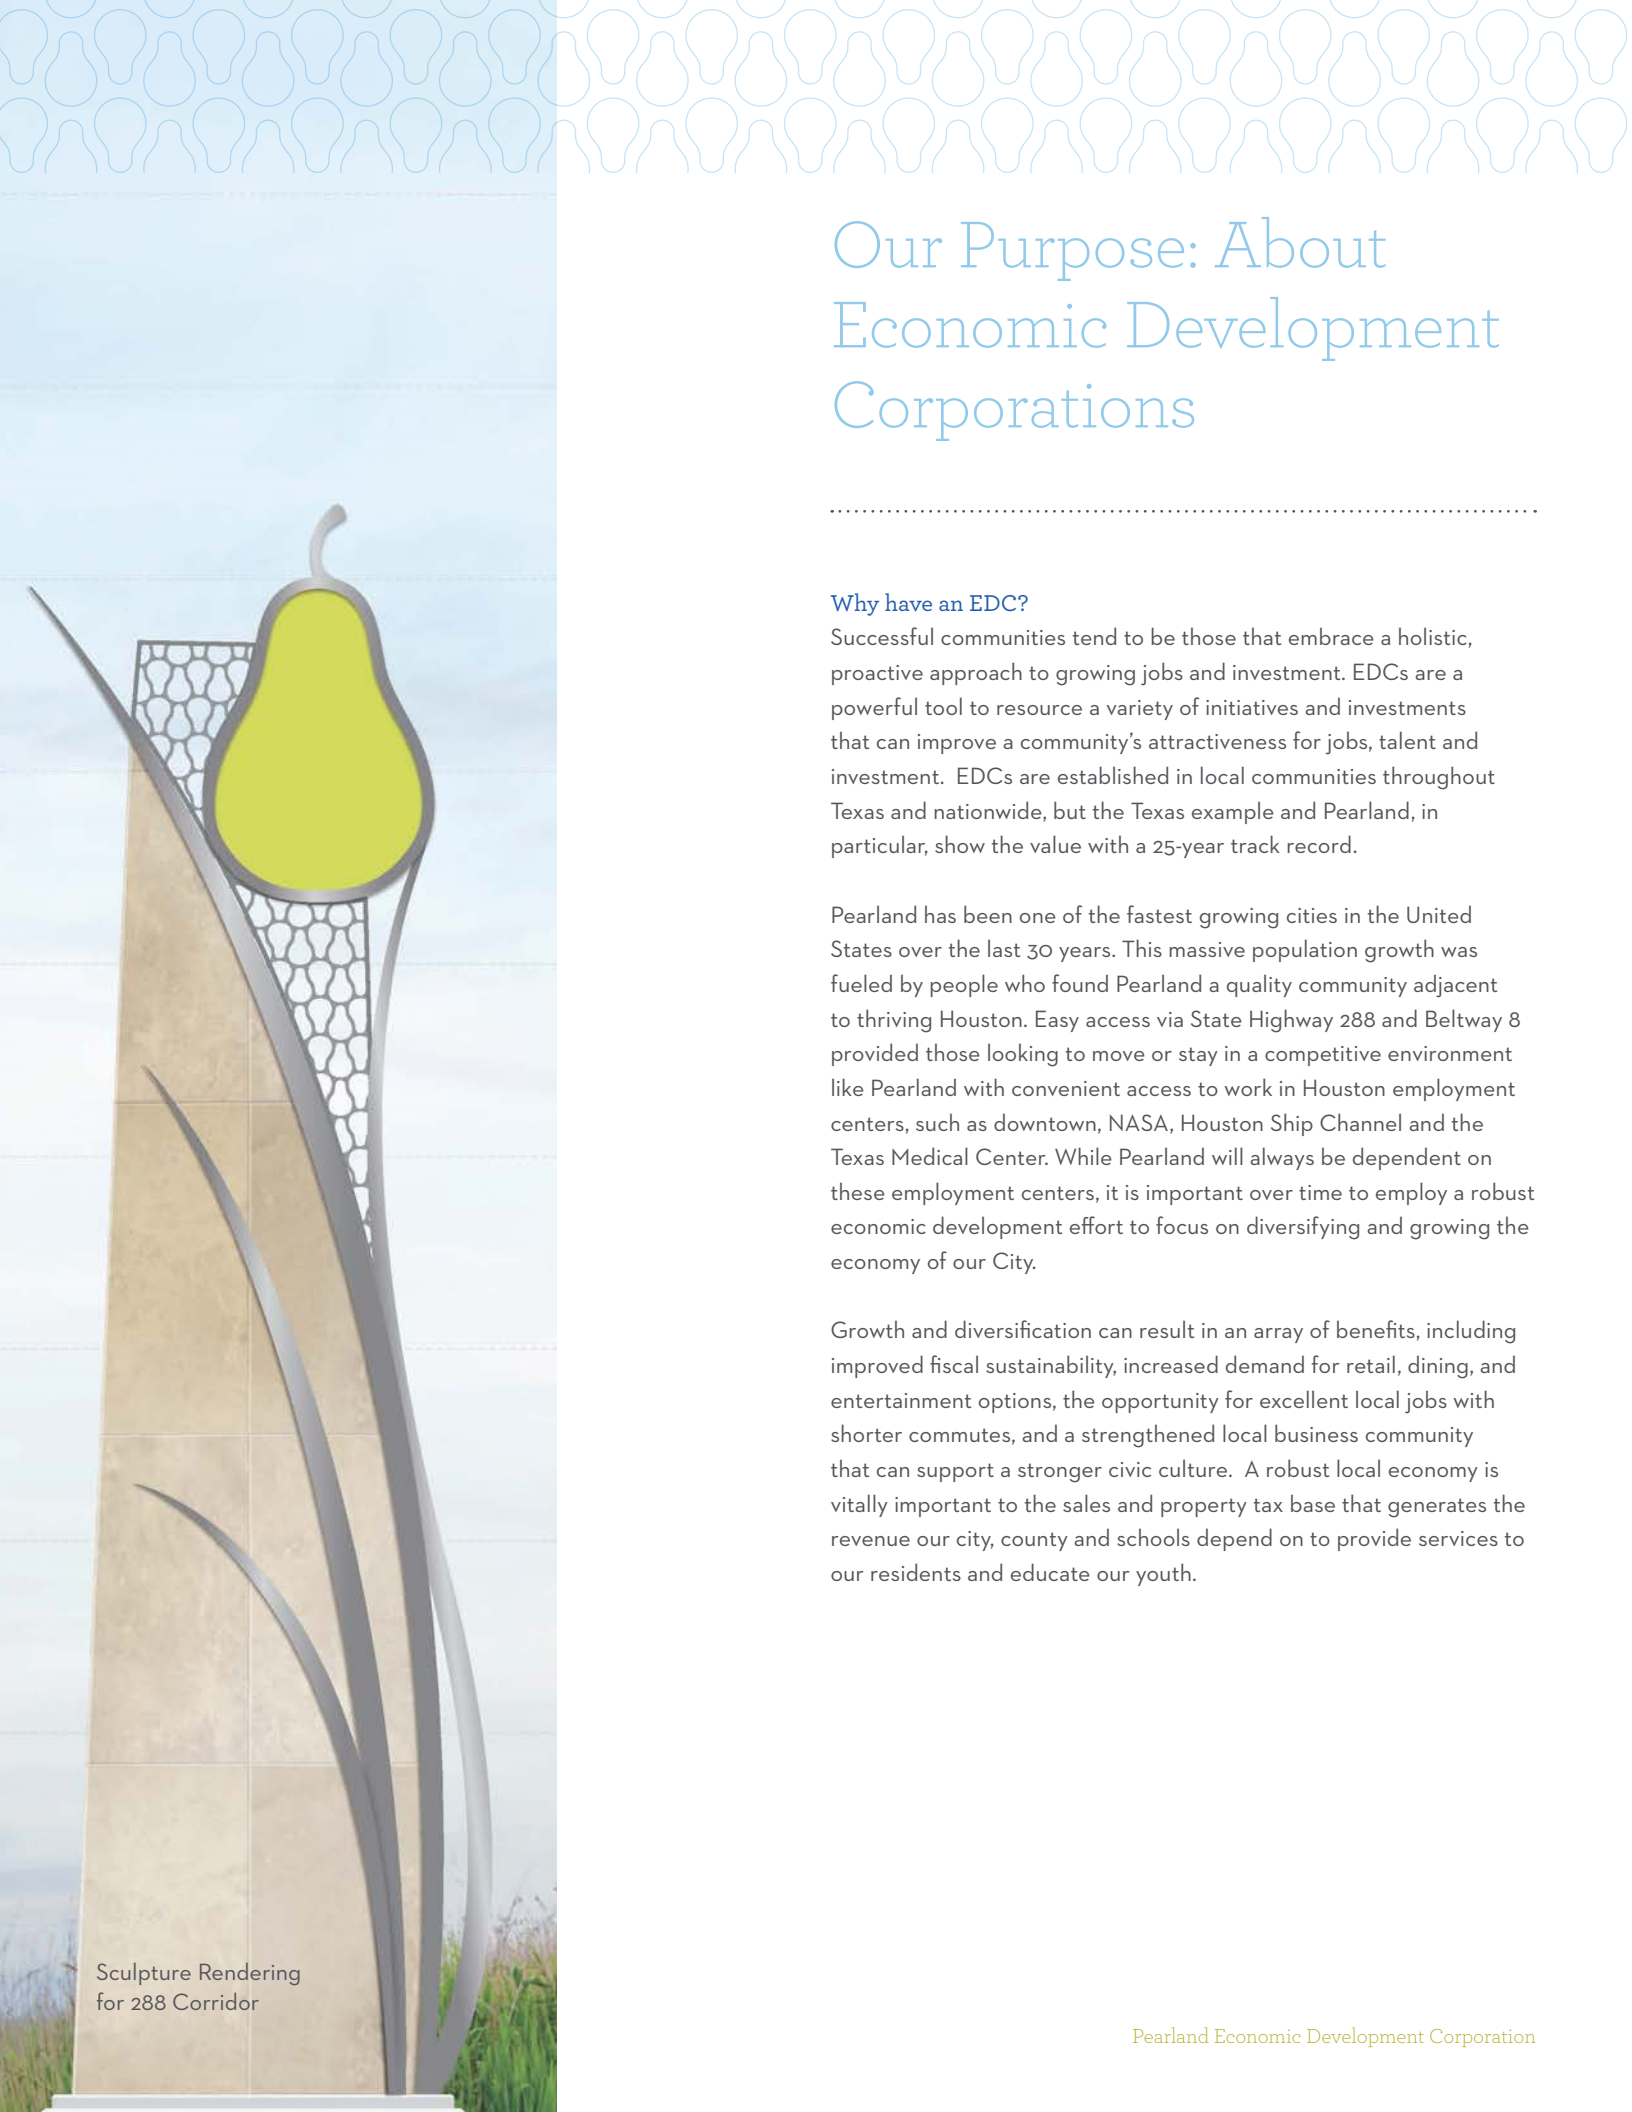 Our Purpose: About
Economic Development
Corporations
Why have an EDC?
Successful communities tend to be those that embrace a holistic,
proactive approach to growing jobs and investment. EDCs are a
powerful tool to resource a variety of initiatives and investments
that can improve a community's attractiveness for jobs, talent and
investment.  EDCs are established in local communities throughout
Texas and nationwide, but the Texas example and Pearland, in
particular, show the value with a 25-year track record.
Pearland has been one of the fastest growing cities in the United
States over the last 30 years. This massive population growth was
fueled by people who found Pearland a quality community adjacent
to thriving Houston. Easy access via State Highway 288 and Beltway 8
provided those looking to move or stay in a competitive environment
like Pearland with convenient access to work in Houston employment
centers, such as downtown, NASA, Houston Ship Channel and the
Texas Medical Center. While Pearland will always be dependent on
these employment centers, it is important over time to employ a robust
economic development effort to focus on diversifying and growing the
economy of our City.
Growth and diversification can result in an array of benefits, including
improved fiscal sustainability, increased demand for retail, dining, and
entertainment options, the opportunity for excellent local jobs with
shorter commutes, and a strengthened local business community
that can support a stronger civic culture.  A robust local economy is
vitally important to the sales and property tax base that generates the
revenue our city, county and schools depend on to provide services to
our residents and educate our youth.
Sculpture Rendering
for 288 Corridor
Pearland Economic Development Corporation